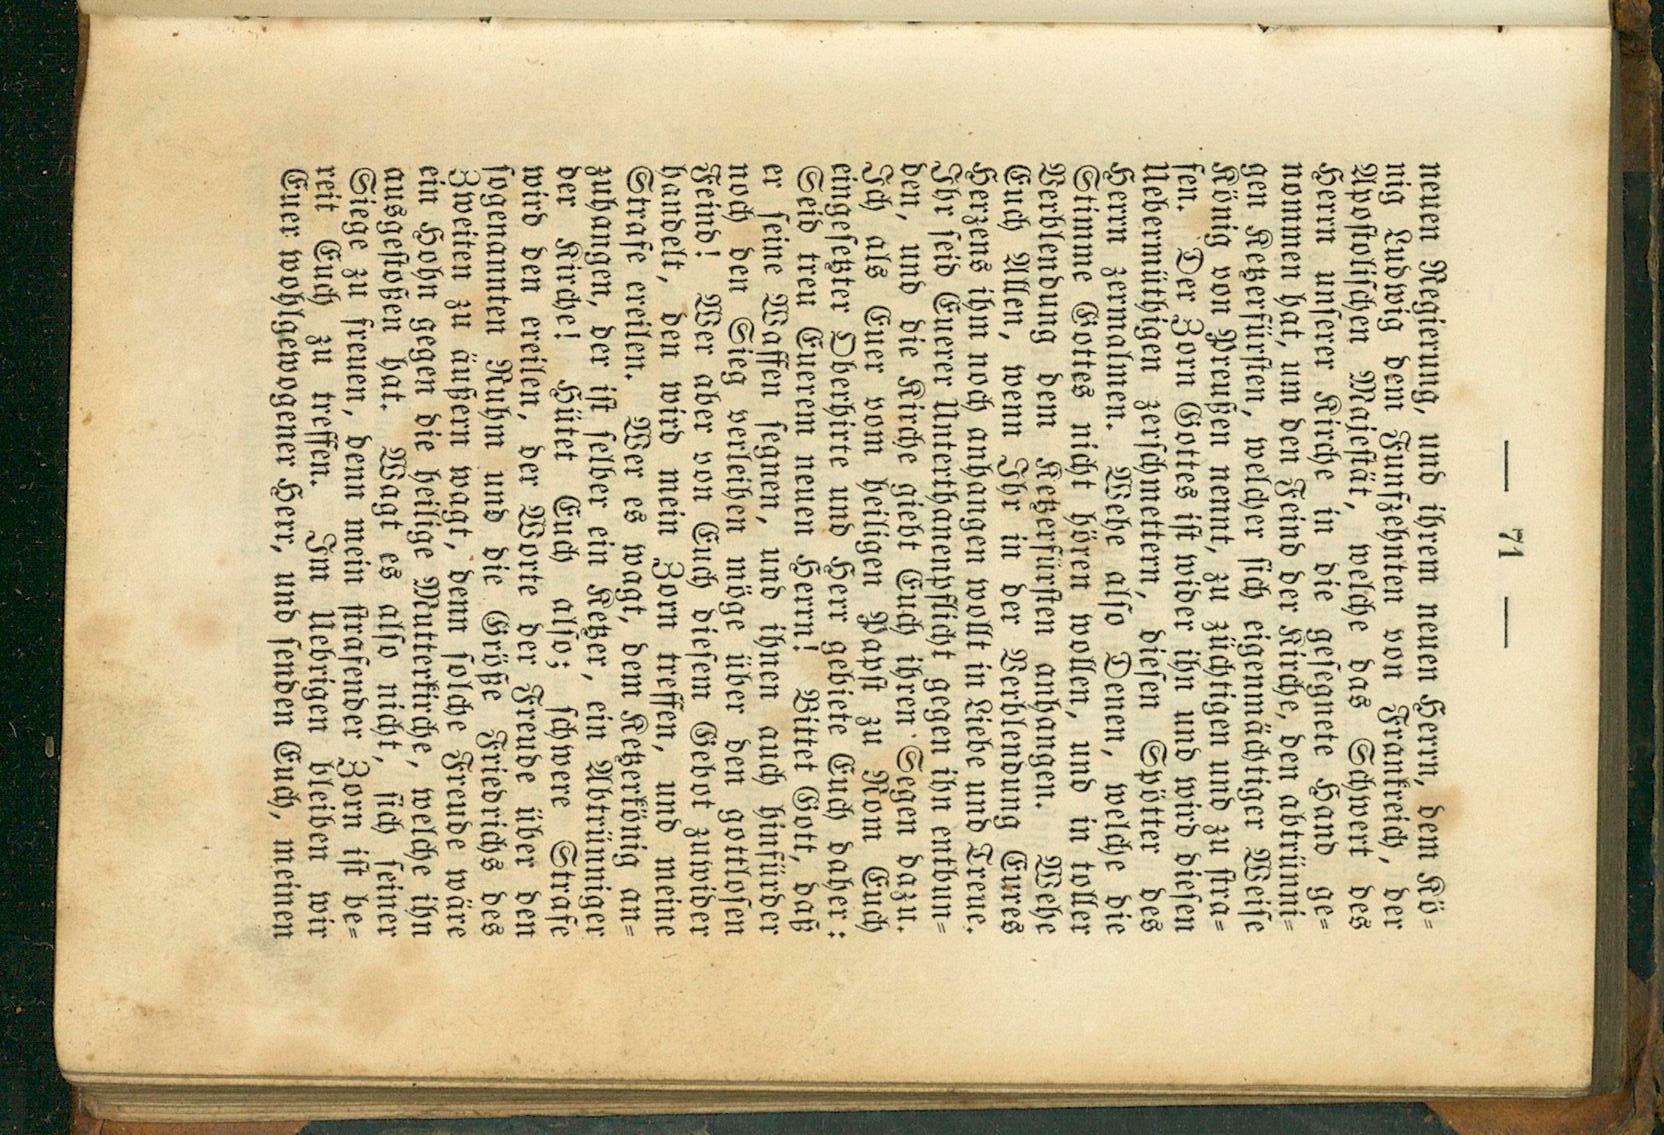 — 71 —
neuen Regierung, und ihrem neuen Herrn, dem Kö-
nig Ludwig dem Funfzehnten von Frankreich, der
Apostolischen Majestät, welche das Schwert des
Herrn unserer Kirche in die gesegnete Hand ge-
nommen hat, um den Feind der Kirche, den abtrünni-
gen Ketzerfürsten, welcher sich eigenmächtiger Weise
König von Preußen nennt, zu züchtigen und zu stra-
fen. Der Zorn Gottes ist wider ihn und wird diesen
Uebermüthigen zerschmettern, diesen Spötter des
Herrn zermalmen. Wehe also Denen, welche die
Stimme Gottes nicht hören wollen, und in toller
Verblendung dem Ketzerfürsten anhangen. Wehe
Euch Allen, wenn Ihr in der Verblendung Eures
Herzens ihm noch anhangen wollt in Liebe und Treue.
Ihr seid Euerer Unterthanenpflicht gegen ihn entbun-
den, und die Kirche giebt Euch ihren Segen dazu.
Ich als Euer vom heiligen Papst zu Rom Euch
eingesetzter Oberhirte und Herr gebiete Euch daher:
Seid treu Euerem neuen Herrn! Bittet Gott, daß
er seine Waffen segnen, und ihnen auch hinfürder
noch den Sieg verleihen möge über den gottlosen
Feind! Wer aber von Euch diesem Gebot zuwider
handelt, den wird mein Zorn treffen, und meine
Strafe ereilen. Wer es wagt, dem Ketzerkönig an-
zuhangen, der ist selber ein Ketzer, ein Abtrünniger
der Kirche! Hütet Euch also; schwere Strafe
wird den ereilen, der Worte der Freude über den
sogenannten Ruhm und die Größe Friedrichs des
Zweiten zu äußern wagt, denn solche Freude wäre
ein Hohn gegen die heilige Mutterkirche, welche ihn
ausgestoßen hat. Wagt es also nicht, sich seiner
Siege zu freuen, denn mein strafender Zorn ist be-
reit Euch zu treffen. Im Uebrigen bleiben wir
Euer wohlgewogener Herr, und senden Euch, meinem